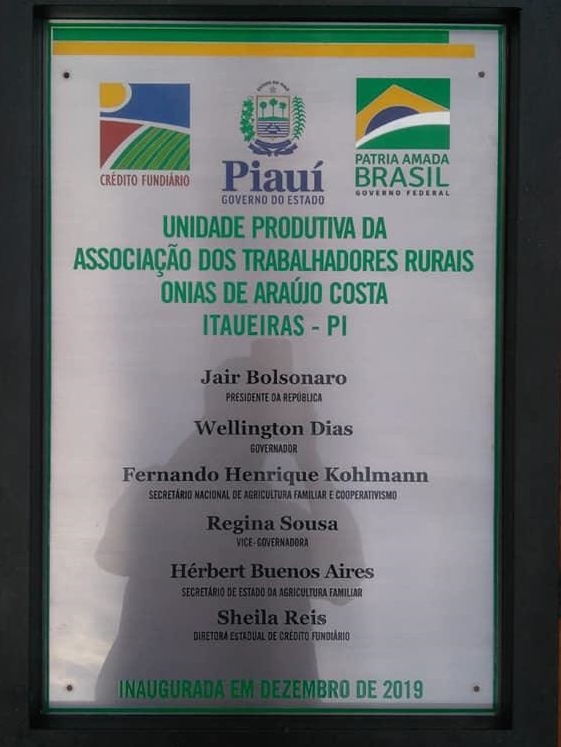 CRÉDITO FUNDIÁRIO
Piauí
GOVERNO DO ESTADO
PATRIA AMADA
BRASIL
GOVERNO FEDERAL
UNIDADE PRODUTIVA DA
ASSOCIAÇÃO DOS TRABALHADORES RURAIS
ONIAS DE ARAÚJO COSTA
ITAUEIRAS - PI
Jair Bolsonaro
PRESIDENTE DA REPÚBLICA
Wellington Dias
GOVERNADOR
Fernando Henrique Kohlmann
SECRETÁRIO NACIONAL DE AGRICULTURA FAMILIAR E COOPERATIVISMO
Regina Sousa
VICE-GOVERNADORA
Hérbert Buenos Aires
SECRETÁRIO DE ESTADO DA AGRICULTURA FAMILIAR
Sheila Reis
DIRETORA ESTADUAL DE CRÉDITO FUNDIÁRIO
INAUGURADA EM DEZEMBRO DE 2019